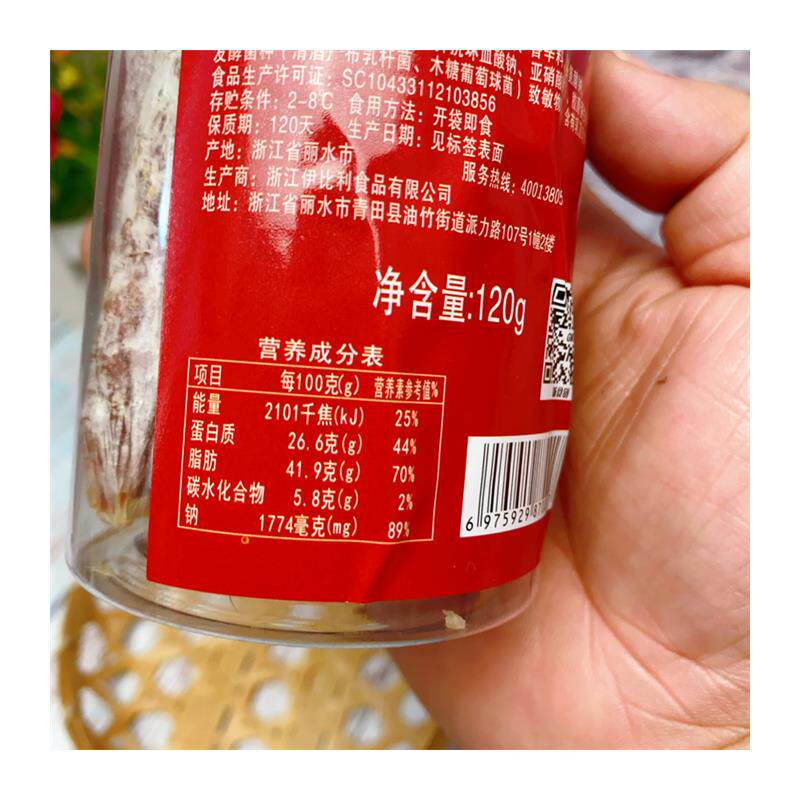 发酵菌种（清酒广布乳杆菌、木糖葡萄球菌）致敏物
食品生产许可证：SC10433112103856
存贮条件：2-8℃ 食用方法：开袋即食
保质期：120天 生产日期：见标签表面
产地：浙江省丽水市 服务热线：40013805
生产商：浙江伊比利食品有限公司
地址：浙江省丽水市青田县油竹街道派力路107号1幢2楼
净含量:120g
营养成分表
项目 每100克(g) 营养素参考值%
能量 2101千焦(kJ) 25%
蛋白质 26.6克(g) 44%
脂肪 41.9克(g) 70%
碳水化合物 5.8克(g) 2%
钠 1774毫克(mg) 89%
6 975929 87